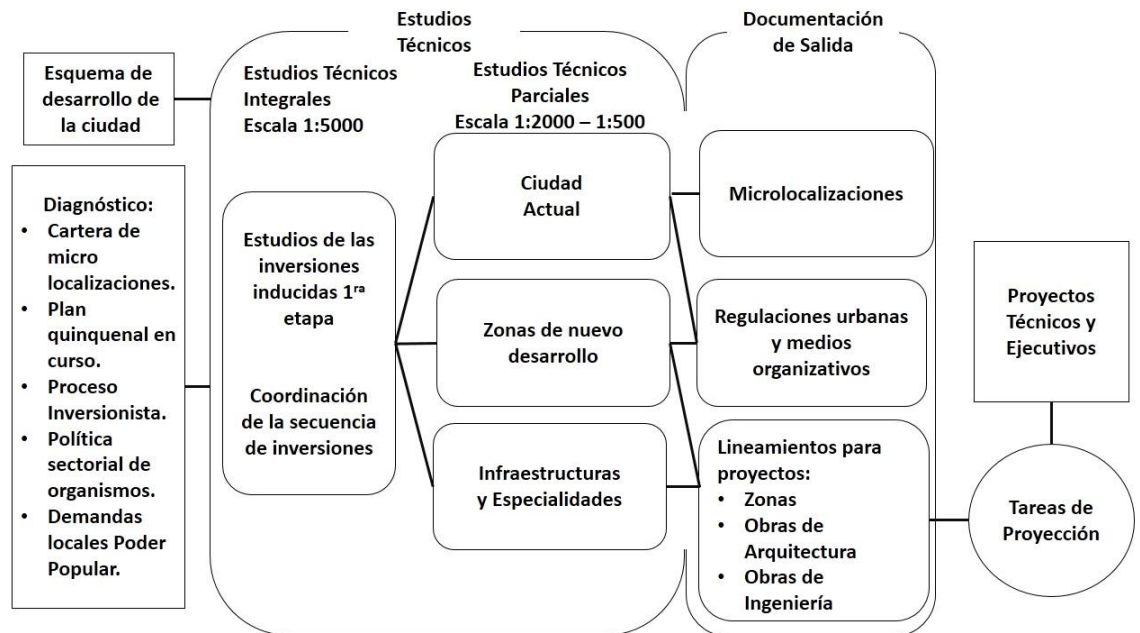 Esquema de
desarrollo de
la ciudad
Diagnóstico:
• Cartera de
micro
localizaciones.
• Plan
quinquenal en
curso.
• Proceso
Inversionista.
• Política
sectorial de
organismos.
• Demandas
locales Poder
Popular.
Estudios
Técnicos
Estudios Técnicos
Integrales
Escala 1:5000
Estudios de las
inversiones
inducidas 1ra
etapa
Coordinación
de la secuencia
de inversiones
Estudios Técnicos
Parciales
Escala 1:2000 – 1:500
Ciudad
Actual
Zonas de nuevo
desarrollo
Infraestructuras
y Especialidades
Documentación
de Salida
Microlocalizaciones
Regulaciones urbanas
y medios
organizativos
Lineamientos para
proyectos:
• Zonas
• Obras de
Arquitectura
• Obras de
Ingeniería
Proyectos
Técnicos y
Ejecutivos
Tareas de
Proyección